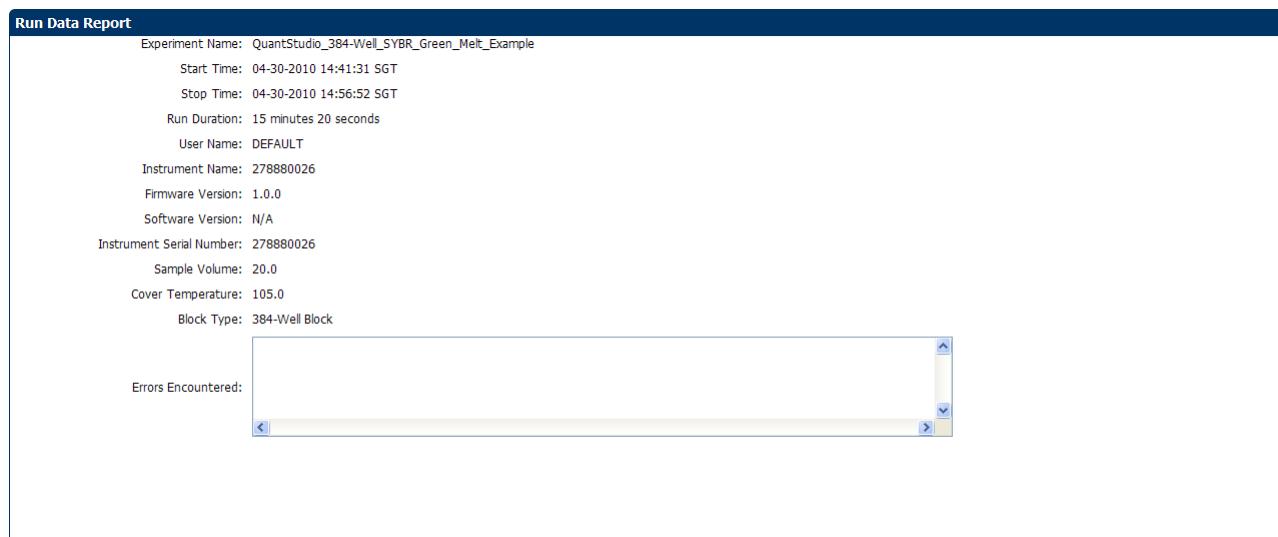 Run Data Report
Experiment Name: QuantStudio_384-Well_SYBR_Green_Melt_Example
Start Time: 04-30-2010 14:41:31 SGT
Stop Time: 04-30-2010 14:56:52 SGT
Run Duration: 15 minutes 20 seconds
User Name: DEFAULT
Instrument Name: 278880026
Firmware Version: 1.0.0
Software Version: N/A
Instrument Serial Number: 278880026
Sample Volume: 20.0
Cover Temperature: 105.0
Block Type: 384-Well Block
Errors Encountered: